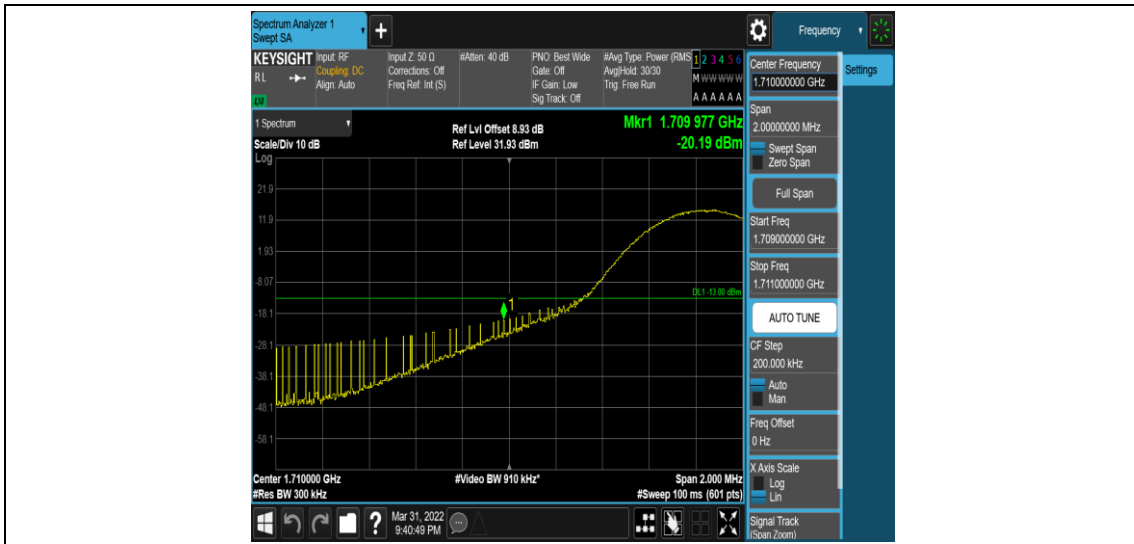 Spectrum Analyzer 1
Swept SA
Frequency
KEYSIGHT
RL
LXI
Input: RF
Coupling: DC
Align: Auto
Input Z: 50 Ω
Corrections: Off
Freq Ref: Int (S)
#Atten: 40 dB
PNO: Best Wide
Gate: Off
IF Gain: Low
Sig Track: Off
#Avg Type: Power (RMS
Avg|Hold: 30/30
Trig: Free Run
1 2 3 4 5 6
M W W W W W
A A A A A A
1 Spectrum
Scale/Div 10 dB
Log
Ref Lvl Offset 8.93 dB
Ref Level 31.93 dBm
Mkr1 1.709 977 GHz
-20.19 dBm
21.9
11.9
1.93
-8.07
-18.1
-28.1
-38.1
-48.1
-58.1
DL1 -13.00 dBm
1
Center 1.710000 GHz
#Res BW 300 kHz
#Video BW 910 kHz*
Span 2.000 MHz
#Sweep 100 ms (601 pts)
Center Frequency
1.710000000 GHz
Settings
Span
2.00000000 MHz
Swept Span
Zero Span
Full Span
Start Freq
1.709000000 GHz
Stop Freq
1.711000000 GHz
AUTO TUNE
CF Step
200.000 kHz
Auto
Man
Freq Offset
0 Hz
X Axis Scale
Log
Lin
Signal Track
(Span Zoom)
?
Mar 31, 2022
9:40:49 PM